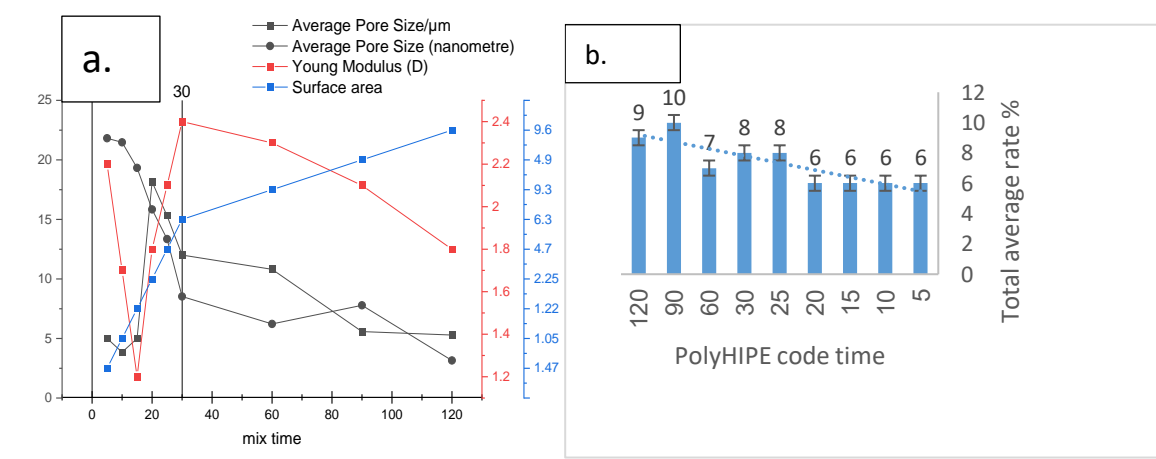 a.
Average Pore Size/μm
Average Pore Size (nanometre)
Young Modulus (D)
Surface area
30
25
20
15
10
5
0
2.4
2.2
2
1.8
1.6
1.4
1.2
9.6
4.9
9.3
6.3
4.7
2.25
1.22
1.05
1.47
0 20 40 60 80 100 120
mix time
b.
9 10 7 8 8 6 6 6 6
12
10
8
6
4
2
0
Total average rate %
120 90 60 30 25 20 15 10 5
PolyHIPE code time